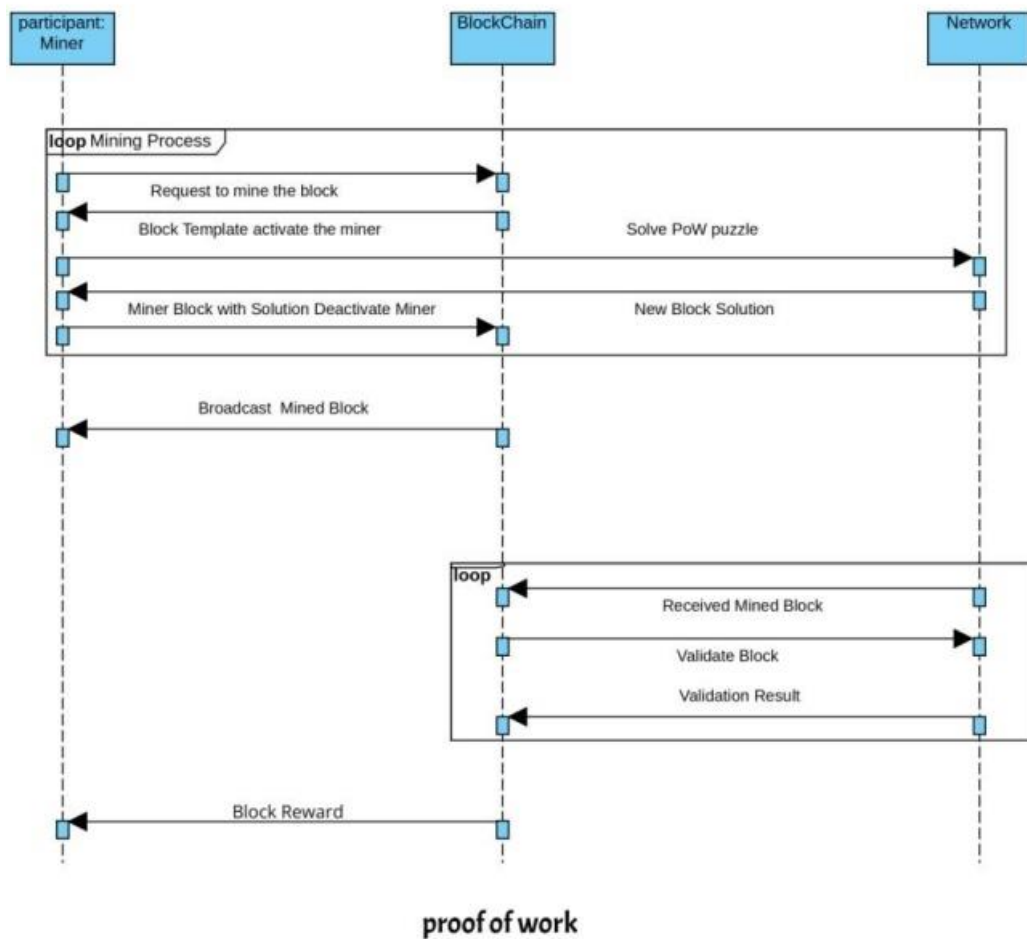 participant:
Miner
BlockChain
Network
loop Mining Process
Request to mine the block
Block Template activate the miner
Solve PoW puzzle
Miner Block with Solution Deactivate Miner
New Block Solution
Broadcast Mined Block
loop
Received Mined Block
Validate Block
Validation Result
Block Reward
proof of work